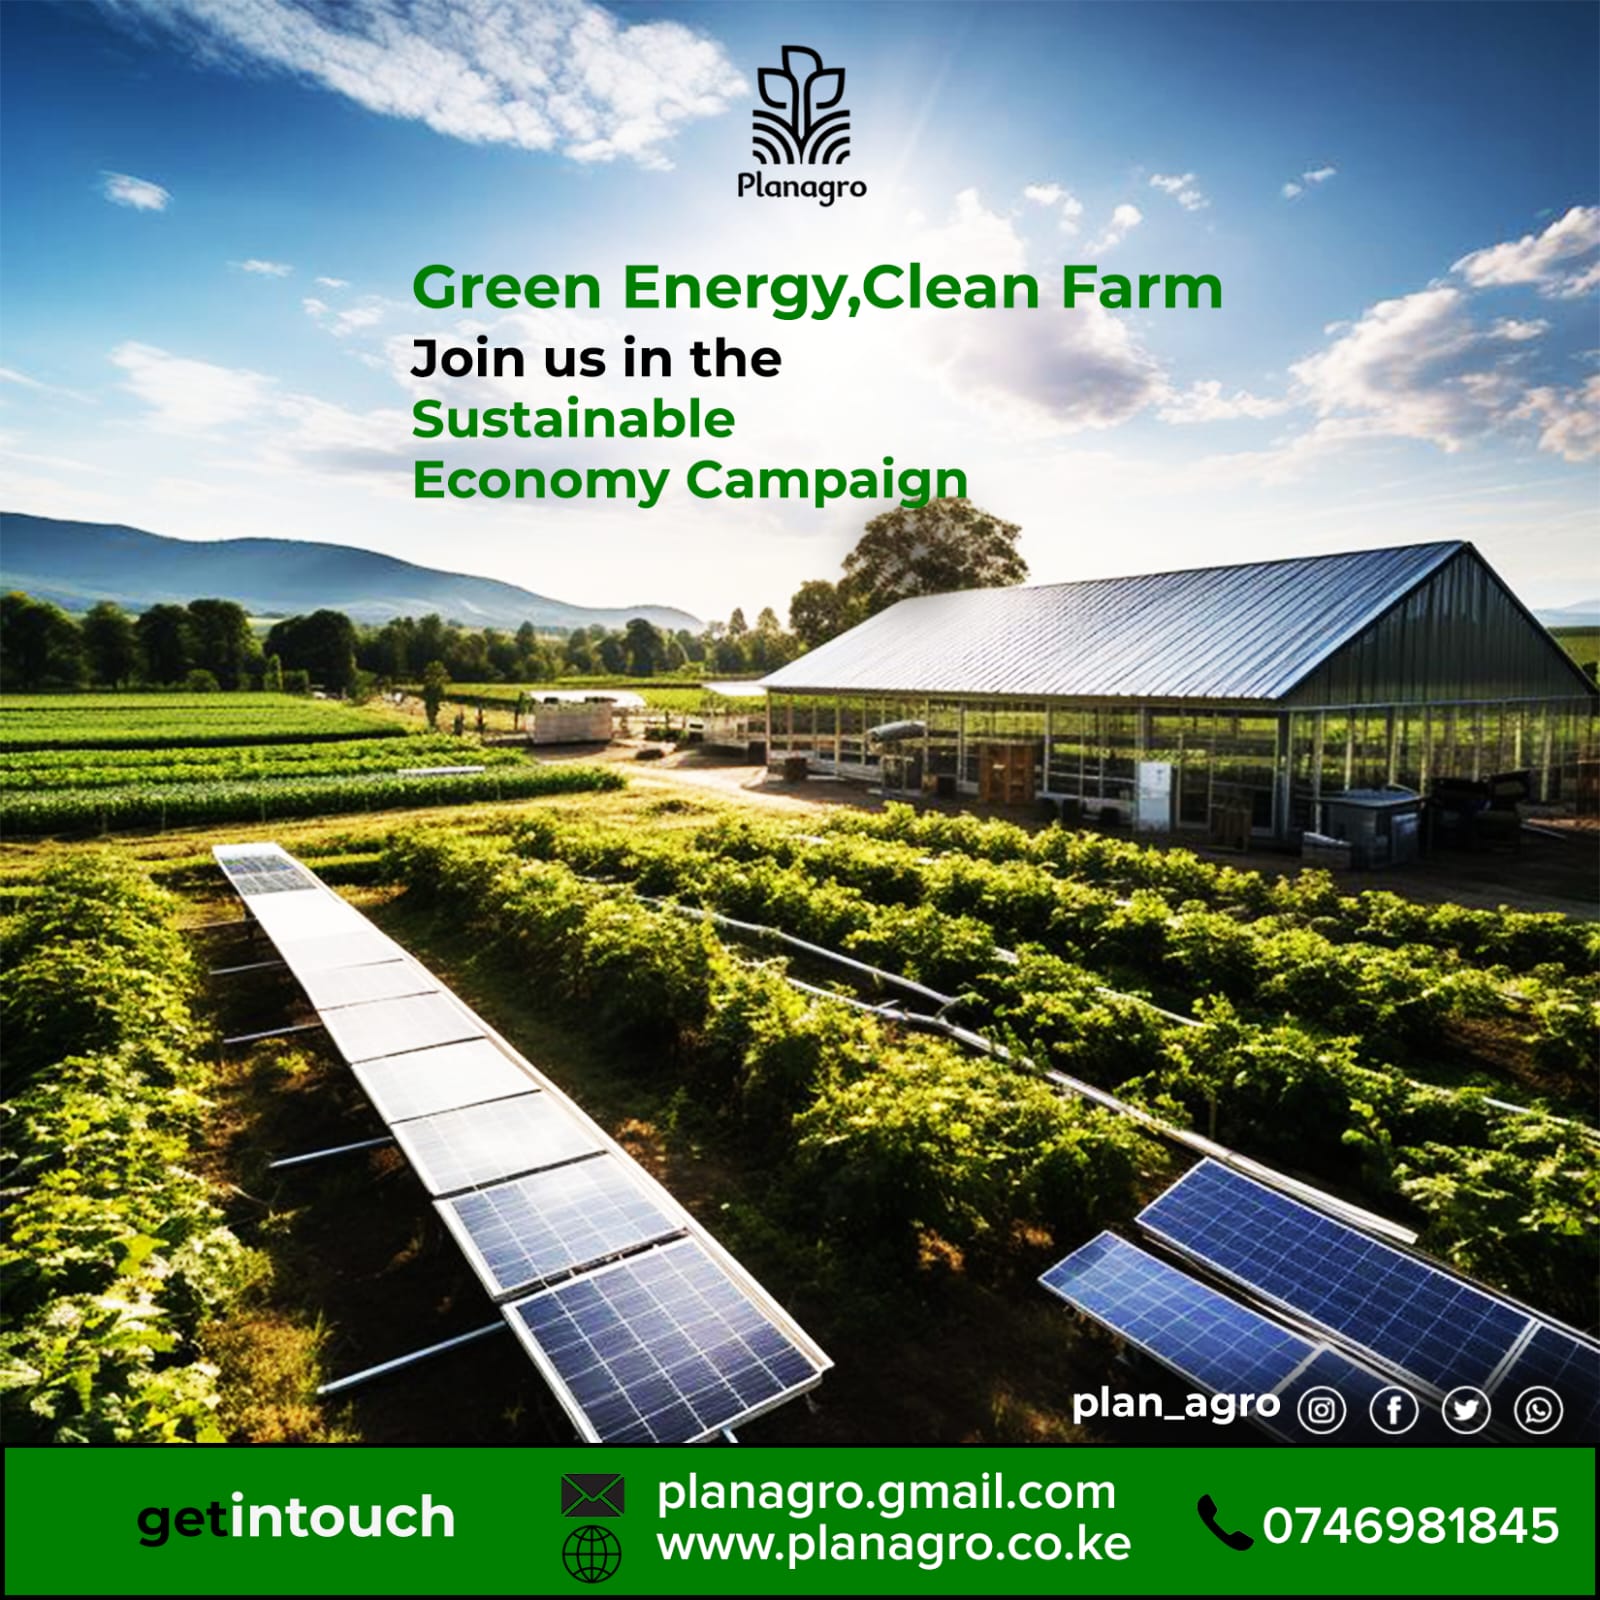 Planagro
Green Energy,Clean Farm
Join us in the
Sustainable
Economy Campaign
plan_agro
getintouch
planagro.gmail.com
www.planagro.co.ke
0746981845